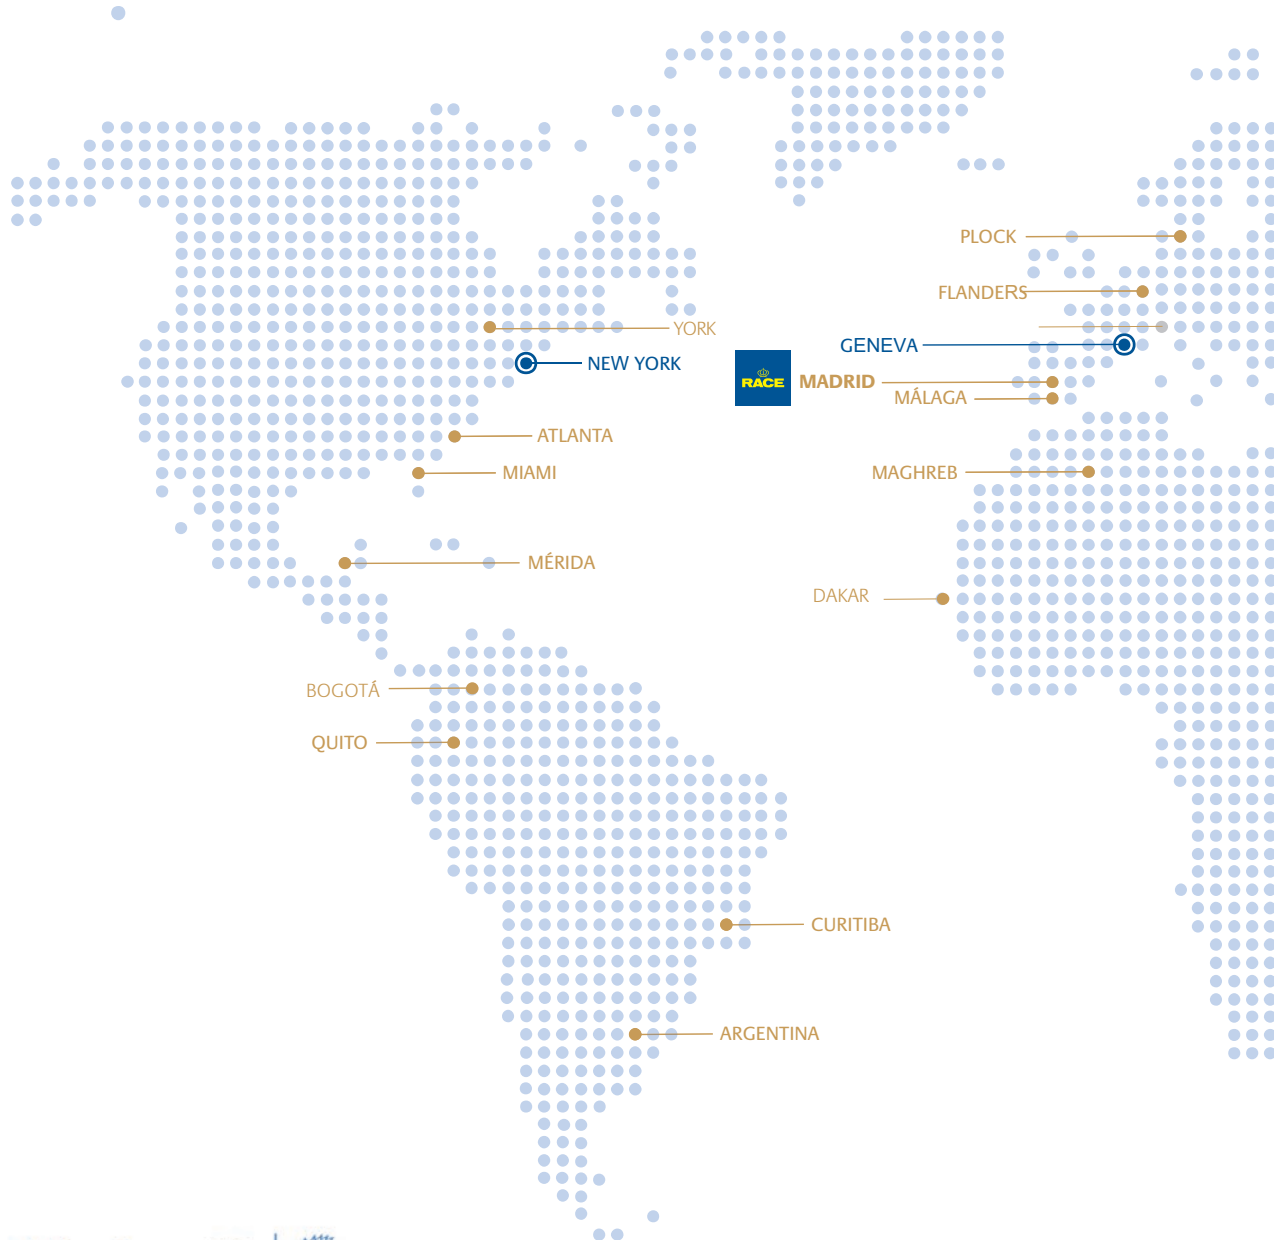 PLOCK
FLANDERS
YORK
GENEVA
NEW YORK
RACE
MADRID
MÁLAGA
ATLANTA
MIAMI
MAGHREB
MÉRIDA
DAKAR
BOGOTÁ
QUITO
CURITIBA
ARGENTINA